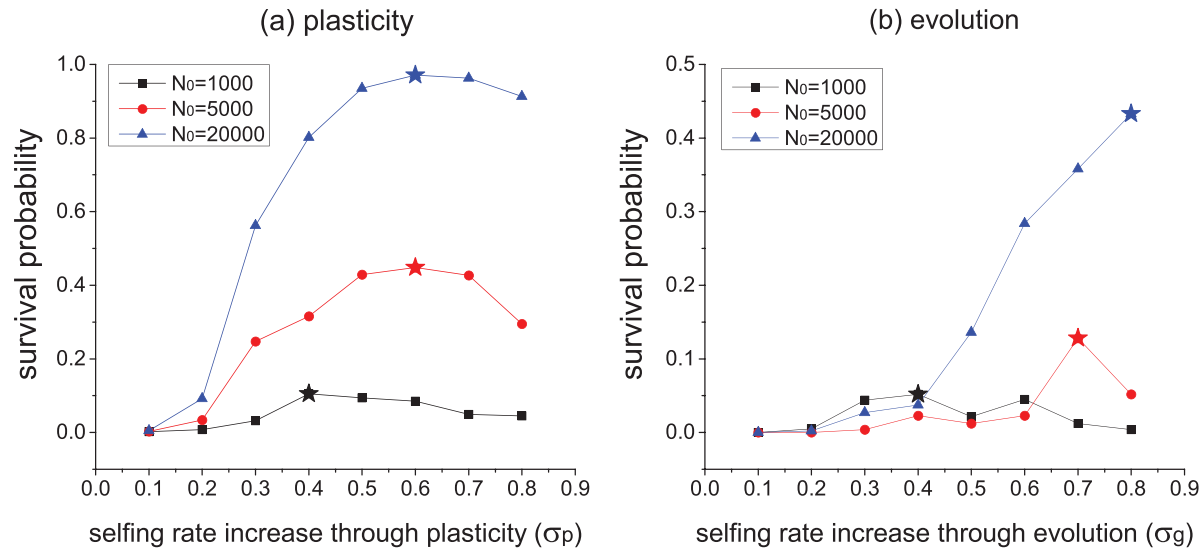 (a) plasticity
N₀=1000
N₀=5000
N₀=20000
survival probability
1.0
0.8
0.6
0.4
0.2
0.0
0.0 0.1 0.2 0.3 0.4 0.5 0.6 0.7 0.8 0.9
selfing rate increase through plasticity (σp)
(b) evolution
N₀=1000
N₀=5000
N₀=20000
survival probability
0.5
0.4
0.3
0.2
0.1
0.0
0.0 0.1 0.2 0.3 0.4 0.5 0.6 0.7 0.8 0.9
selfing rate increase through evolution (σg)